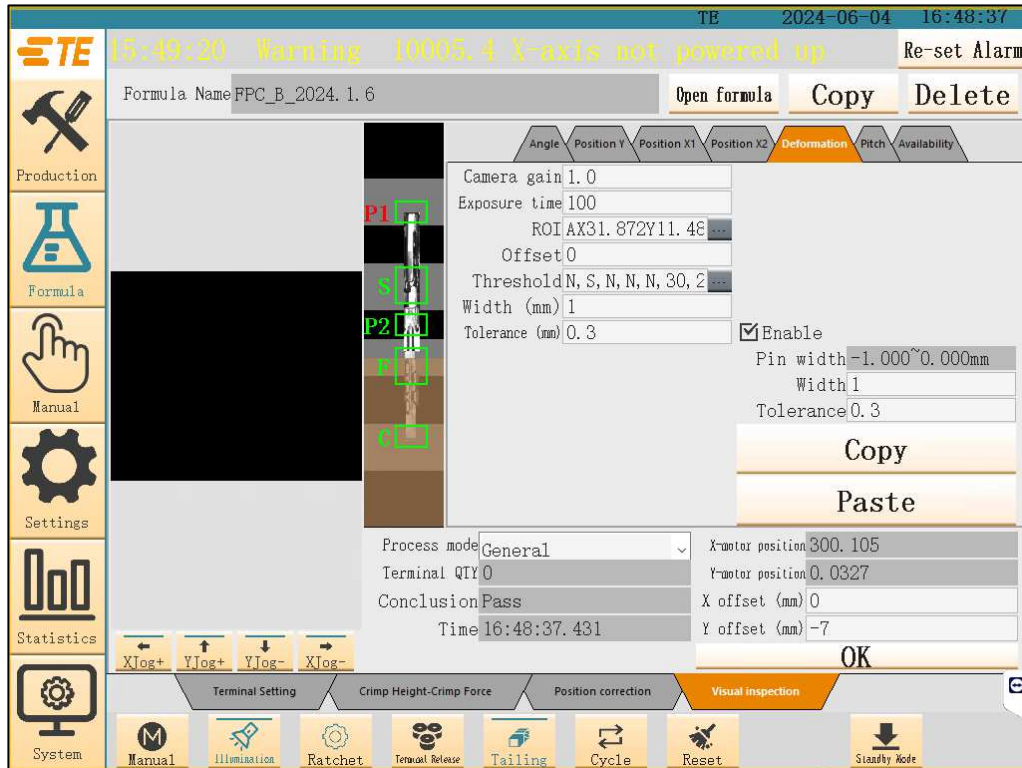 TE 2024-06-04 16:48:37
TE
15:49:20 Warning 10005.4 X-axis not powered up
Re-set Alarm
Formula Name FPC_B_2024.1.6
Open formula
Copy
Delete
Production
Formula
Manual
Settings
Statistics
System
P1
S
P2
F
C
Angle
Position Y
Position X1
Position X2
Deformation
Pitch
Availability
Camera gain 1.0
Exposure time 100
ROI AX31.872Y11.48 ...
Offset 0
Threshold N,S,N,N,N,30,2 ...
Width (mm) 1
Tolerance (mm) 0.3
Enable
Pin width -1.000~0.000mm
Width 1
Tolerance 0.3
Copy
Paste
Process mode General
Terminal QTY 0
Conclusion Pass
Time 16:48:37.431
X-motor position 300.105
Y-motor position 0.0327
X offset (mm) 0
Y offset (mm) -7
OK
XJog+
YJog+
YJog-
XJog-
Terminal Setting
Crimp Height-Crimp Force
Position correction
Visual inspection
M
Manual
Illumination
Ratchet
Terminal Release
Tailing
Cycle
Reset
Standby Mode